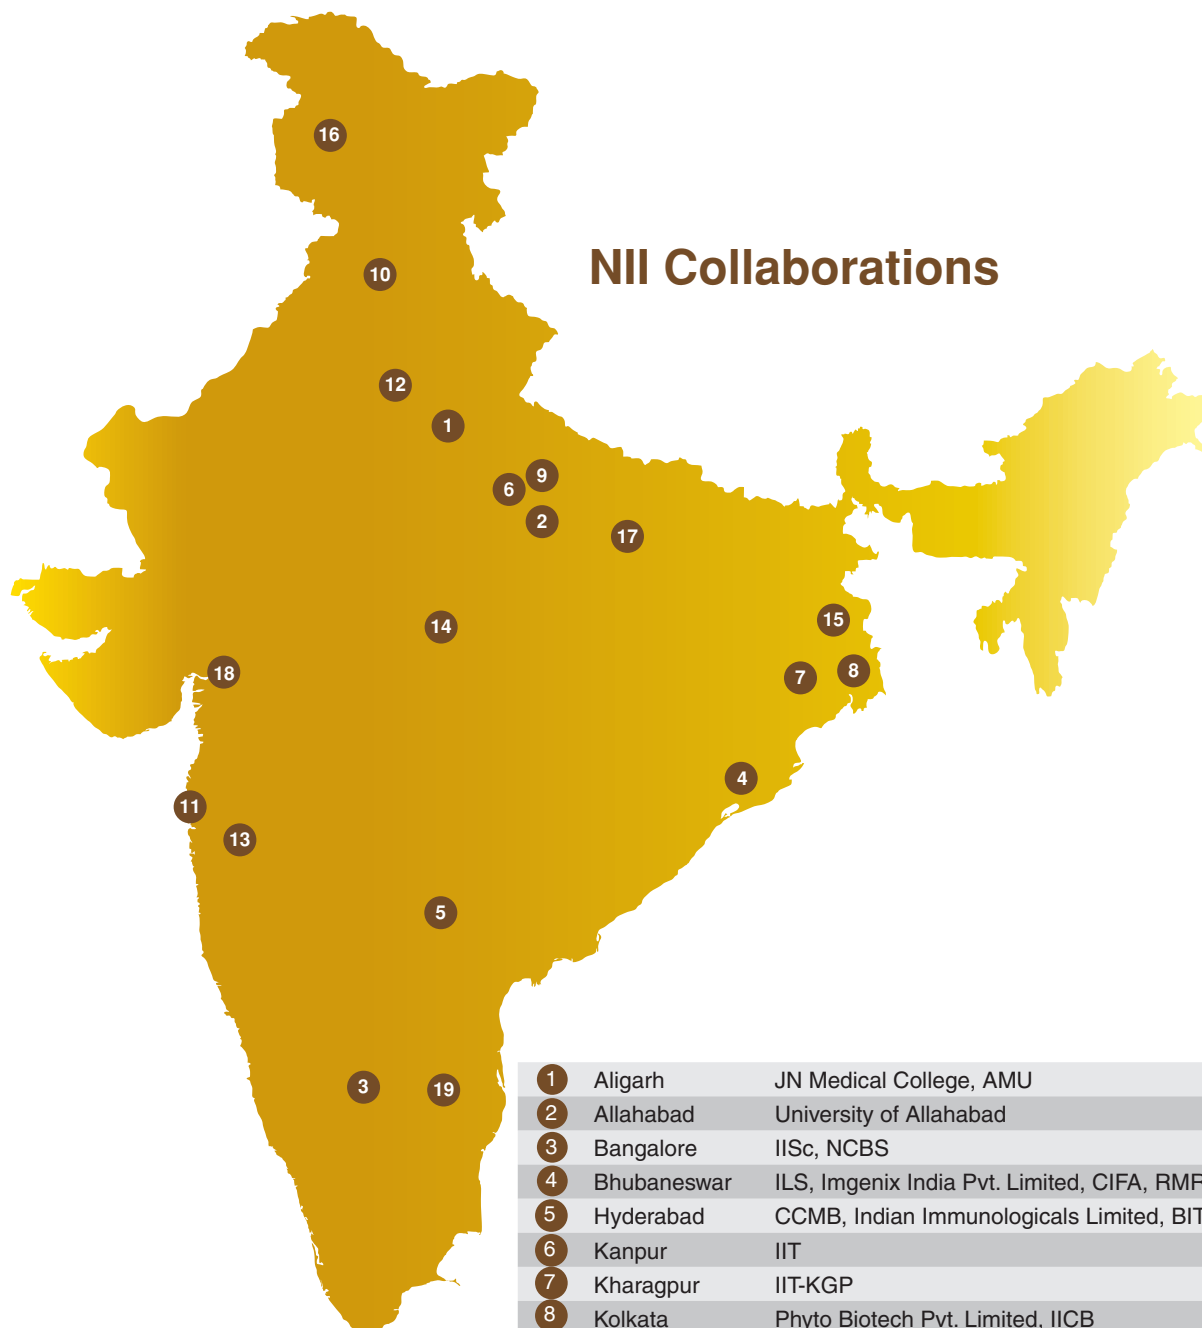 16
10
NII Collaborations
12
1
9
6
2
17
14
15
18
7
8
4
11
13
5
3
19
1 Aligarh JN Medical College, AMU
2 Allahabad University of Allahabad
3 Bangalore IISc, NCBS
4 Bhubaneswar ILS, Imgenix India Pvt. Limited, CIFA, RMR
5 Hyderabad CCMB, Indian Immunologicals Limited, BIT
6 Kanpur IIT
7 Kharagpur IIT-KGP
8 Kolkata Phyto Biotech Pvt. Limited, IICB